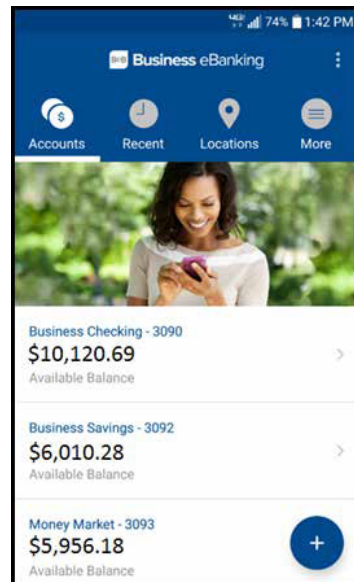 74% 1:42 PM
Business eBanking
Accounts Recent Locations More
Business Checking - 3090
$10,120.69
Available Balance
Business Savings - 3092
$6,010.28
Available Balance
Money Market - 3093
$5,956.18
Available Balance
+